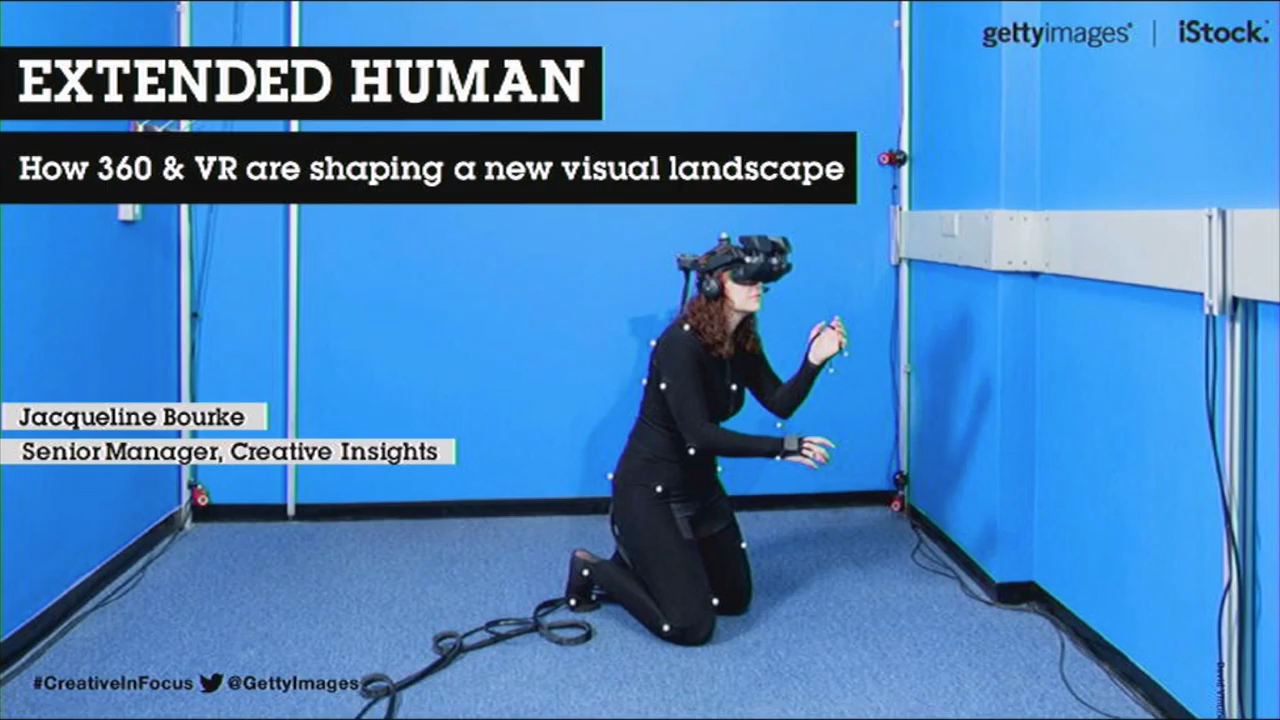 gettyimages® | iStock.
EXTENDED HUMAN
How 360 & VR are shaping a new visual landscape
Jacqueline Bourke
Senior Manager, Creative Insights
#CreativeInFocus @GettyImages